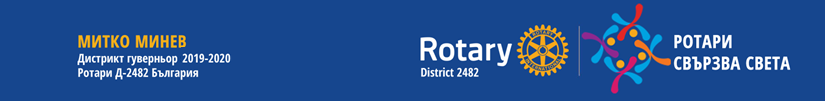 МИТКО МИНЕВ
Дистрикт гуверньор 2019-2020
Ротари Д-2482 България
Rotary
District 2482
РОТАРИ
СВЪРЗВА СВЕТА